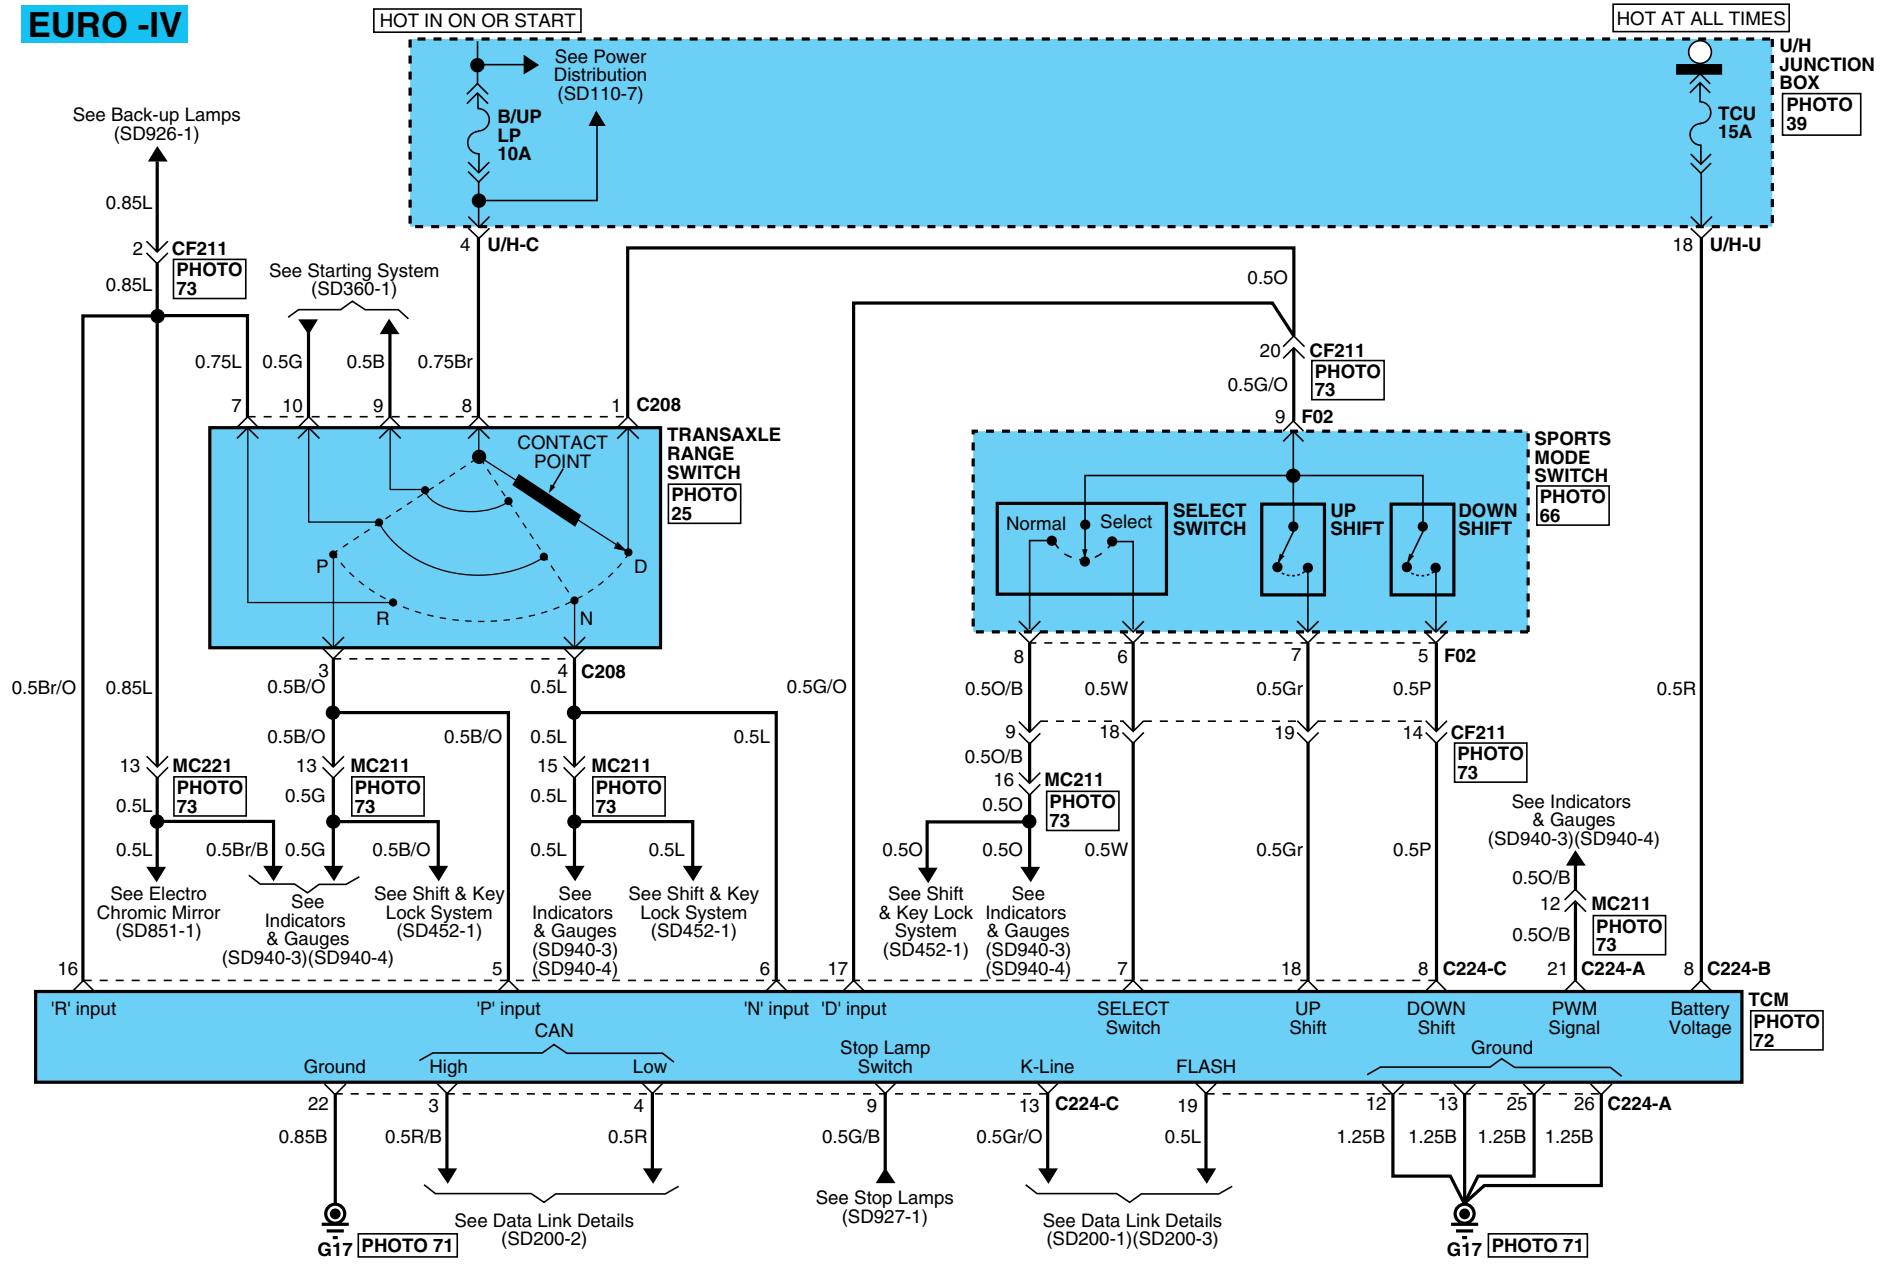 EURO -IV
HOT IN ON OR START
HOT AT ALL TIMES
See Power
Distribution
(SD110-7)
B/UP
LP
10A
TCU
15A
U/H
JUNCTION
BOX
PHOTO
39
See Back-up Lamps
(SD926-1)
0.85L
2
CF211
PHOTO
73
0.85L
See Starting System
(SD360-1)
4
U/H-C
18
U/H-U
0.5O
0.75L
0.5G
0.5B
0.75Br
20
CF211
PHOTO
73
0.5G/O
7
10
9
8
1
C208
9
F02
CONTACT
POINT
P
R
N
D
TRANSAXLE
RANGE
SWITCH
PHOTO
25
SPORTS
MODE
SWITCH
PHOTO
66
Normal
Select
SELECT
SWITCH
UP
SHIFT
DOWN
SHIFT
3
4
C208
8
6
7
5
F02
0.5Br/O
0.85L
0.5B/O
0.5L
0.5G/O
0.5O/B
0.5W
0.5Gr
0.5P
0.5R
0.5B/O
0.5B/O
0.5L
0.5L
9
18
19
14
CF211
PHOTO
73
0.5O/B
13
MC221
PHOTO
73
13
MC211
PHOTO
73
15
MC211
PHOTO
73
16
MC211
PHOTO
73
0.5L
0.5G
0.5L
0.5O
See Indicators
& Gauges
(SD940-3)(SD940-4)
0.5L
0.5Br/B
0.5G
0.5B/O
0.5L
0.5L
0.5O
0.5O
0.5W
0.5Gr
0.5P
0.5O/B
12
MC211
PHOTO
73
0.5O/B
See Electro
Chromic Mirror
(SD851-1)
See
Indicators
& Gauges
(SD940-3)(SD940-4)
See Shift & Key
Lock System
(SD452-1)
See
Indicators
& Gauges
(SD940-3)
(SD940-4)
See Shift & Key
Lock System
(SD452-1)
See Shift
& Key Lock
System
(SD452-1)
See
Indicators
& Gauges
(SD940-3)
(SD940-4)
16
5
6
17
7
18
8
C224-C
21
C224-A
8
C224-B
'R' input
'P' input
'N' input
'D' input
SELECT
Switch
UP
Shift
DOWN
Shift
PWM
Signal
Battery
Voltage
TCM
PHOTO
72
CAN
Ground
High
Low
Stop Lamp
Switch
K-Line
FLASH
Ground
22
3
4
9
13
C224-C
19
12
13
25
26
C224-A
0.85B
0.5R/B
0.5R
0.5G/B
0.5Gr/O
0.5L
1.25B
1.25B
1.25B
1.25B
G17
PHOTO 71
See Data Link Details
(SD200-2)
See Stop Lamps
(SD927-1)
See Data Link Details
(SD200-1)(SD200-3)
G17
PHOTO 71